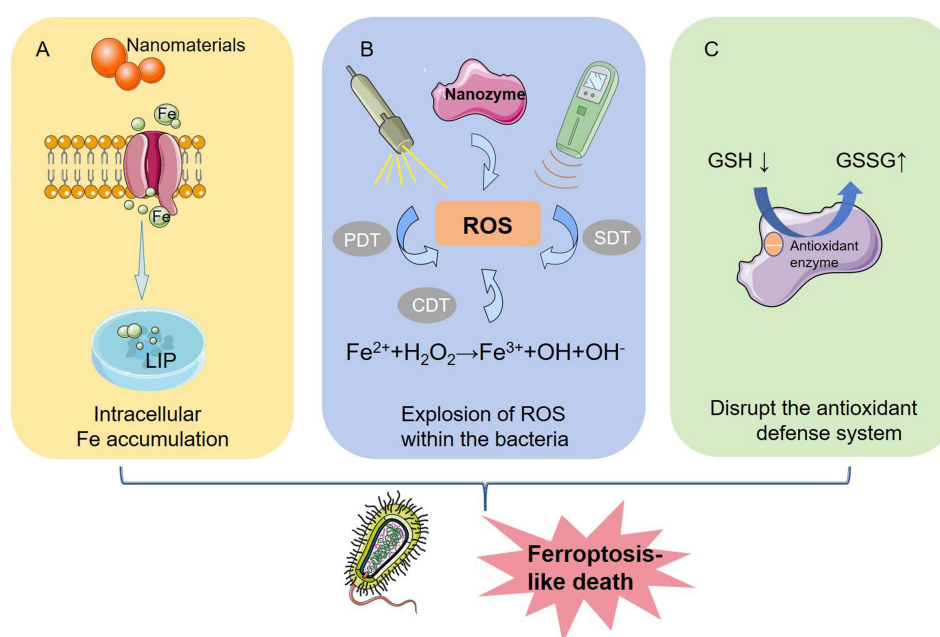 A
Nanomaterials
Fe
Fe
LIP
Intracellular
Fe accumulation
B
Nanozyme
ROS
PDT
SDT
CDT
Fe²⁺+H₂O₂→Fe³⁺+OH+OH⁻
Explosion of ROS
within the bacteria
C
GSH ↓ GSSG↑
Antioxidant
enzyme
Disrupt the antioxidant
defense system
Ferroptosis-
like death